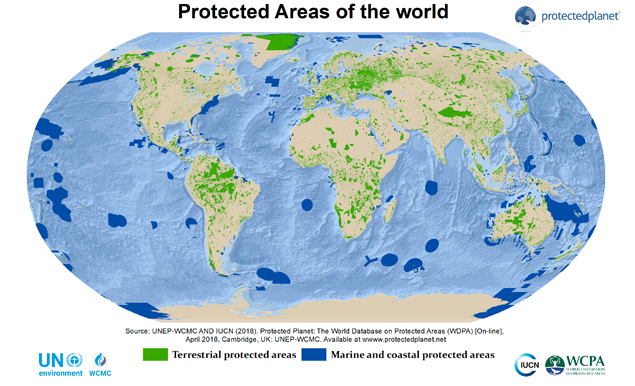 Protected Areas of the world
protectedplanet®
Source: UNEP-WCMC AND IUCN (2018). Protected Planet: The World Database on Protected Areas (WDPA) [On-line],
April 2018, Cambridge, UK: UNEP-WCMC. Available at wwww.protectedplanet.net
Terrestrial protected areas
Marine and coastal protected areas
UN
environment
WCMC
IUCN
WCPA
WORLD COMMISSION
ON PROTECTED AREAS